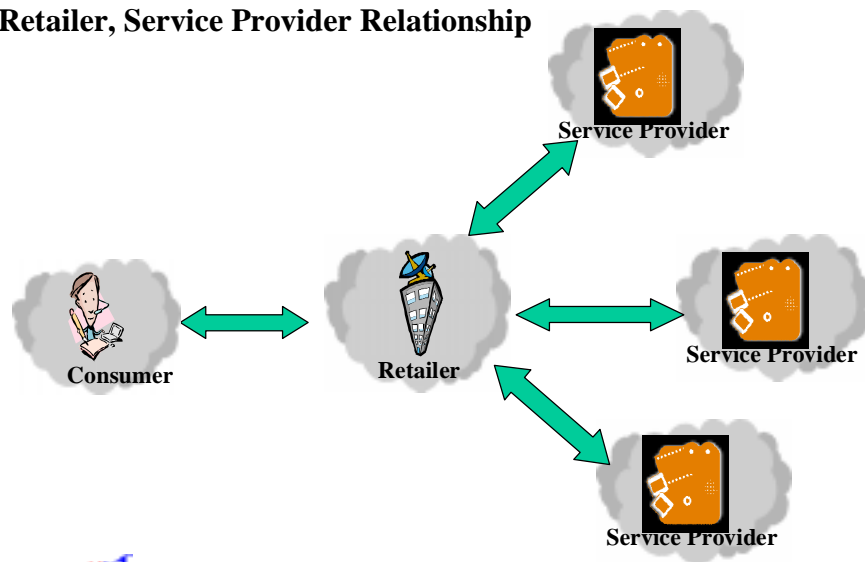 Retailer, Service Provider Relationship
Service Provider
Consumer
Retailer
Service Provider
Service Provider